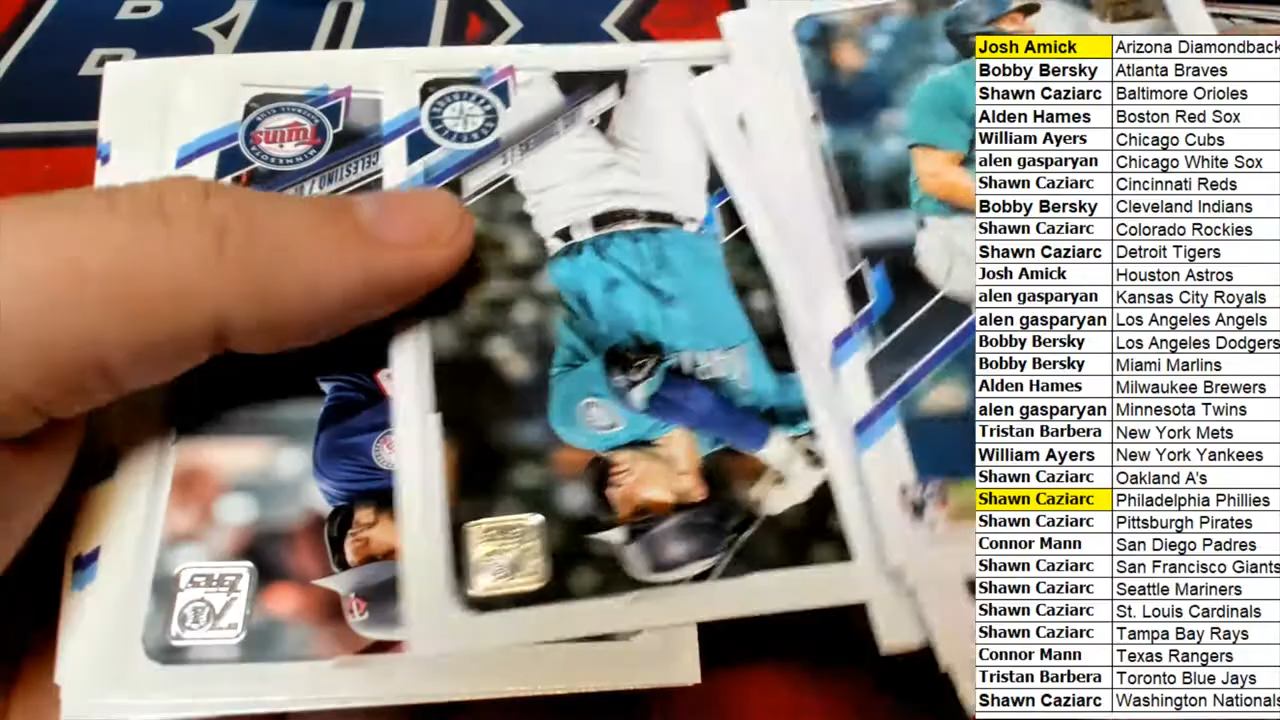 BOX
Twins
MINNESOTA
CELESTINO
70
Josh Amick Arizona Diamondback
Bobby Bersky Atlanta Braves
Shawn Caziarc Baltimore Orioles
Alden Hames Boston Red Sox
William Ayers Chicago Cubs
alen gasparyan Chicago White Sox
Shawn Caziarc Cincinnati Reds
Bobby Bersky Cleveland Indians
Shawn Caziarc Colorado Rockies
Shawn Caziarc Detroit Tigers
Josh Amick Houston Astros
alen gasparyan Kansas City Royals
alen gasparyan Los Angeles Angels
Bobby Bersky Los Angeles Dodgers
Bobby Bersky Miami Marlins
Alden Hames Milwaukee Brewers
alen gasparyan Minnesota Twins
Tristan Barbera New York Mets
William Ayers New York Yankees
Shawn Caziarc Oakland A's
Shawn Caziarc Philadelphia Phillies
Shawn Caziarc Pittsburgh Pirates
Connor Mann San Diego Padres
Shawn Caziarc San Francisco Giants
Shawn Caziarc Seattle Mariners
Shawn Caziarc St. Louis Cardinals
Shawn Caziarc Tampa Bay Rays
Connor Mann Texas Rangers
Tristan Barbera Toronto Blue Jays
Shawn Caziarc Washington Nationals